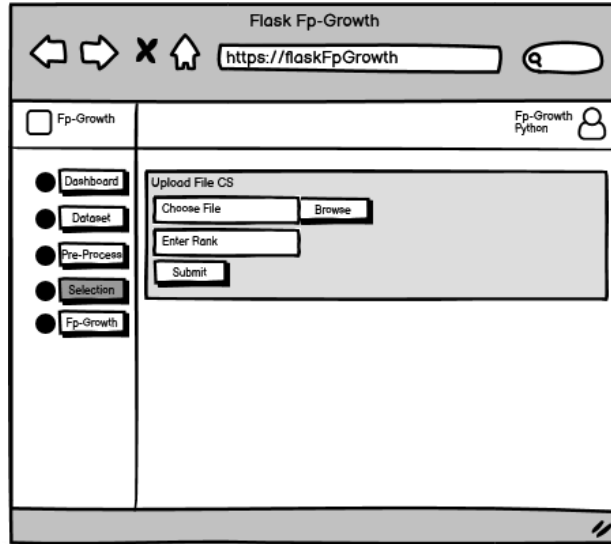 Flask Fp-Growth
https://flaskFpGrowth
Fp-Growth
Fp-Growth
Python
Dashboard
Dataset
Pre-Process
Selection
Fp-Growth
Upload File CS
Choose File
Browse
Enter Rank
Submit